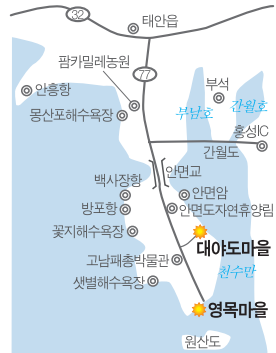 32
태안읍
팜카밀레농원
77
안흥항
부석
몽산포해수욕장
부남호
간월호
홍성IC
간월도
백사장항
안면교
안면암
방포항
안면도자연휴양림
꽃지해수욕장
대야도마을
고남패총박물관
천수만
샛별해수욕장
영목마을
원산도